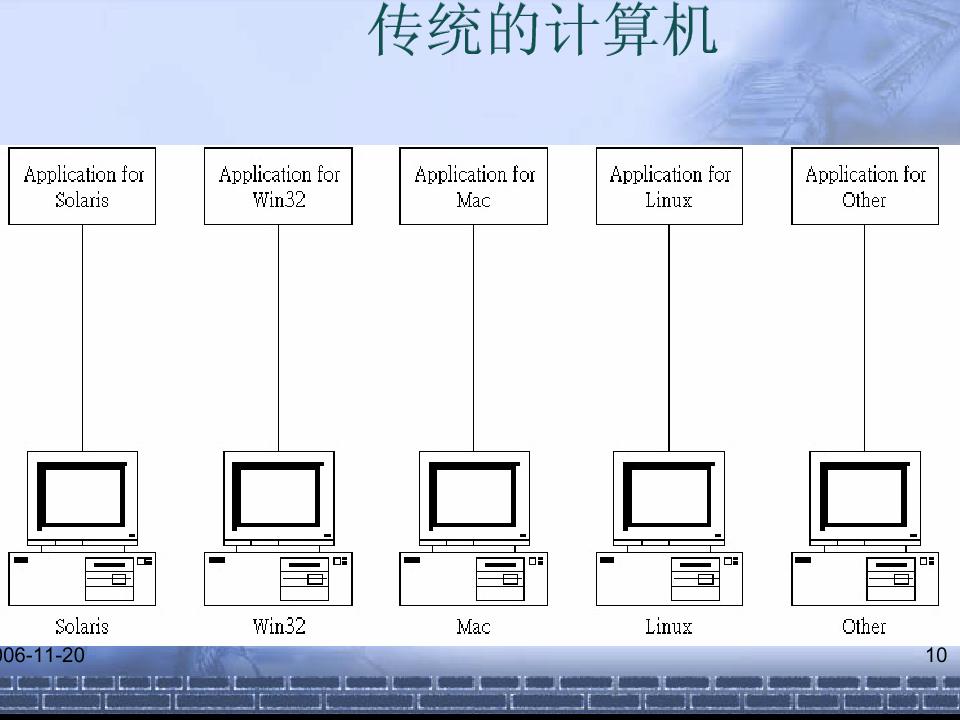 传统的计算机
Application for
Solaris
Application for
Win32
Application for
Mac
Application for
Linux
Application for
Other
Solaris
Win32
Mac
Linux
Other
006-11-20
10